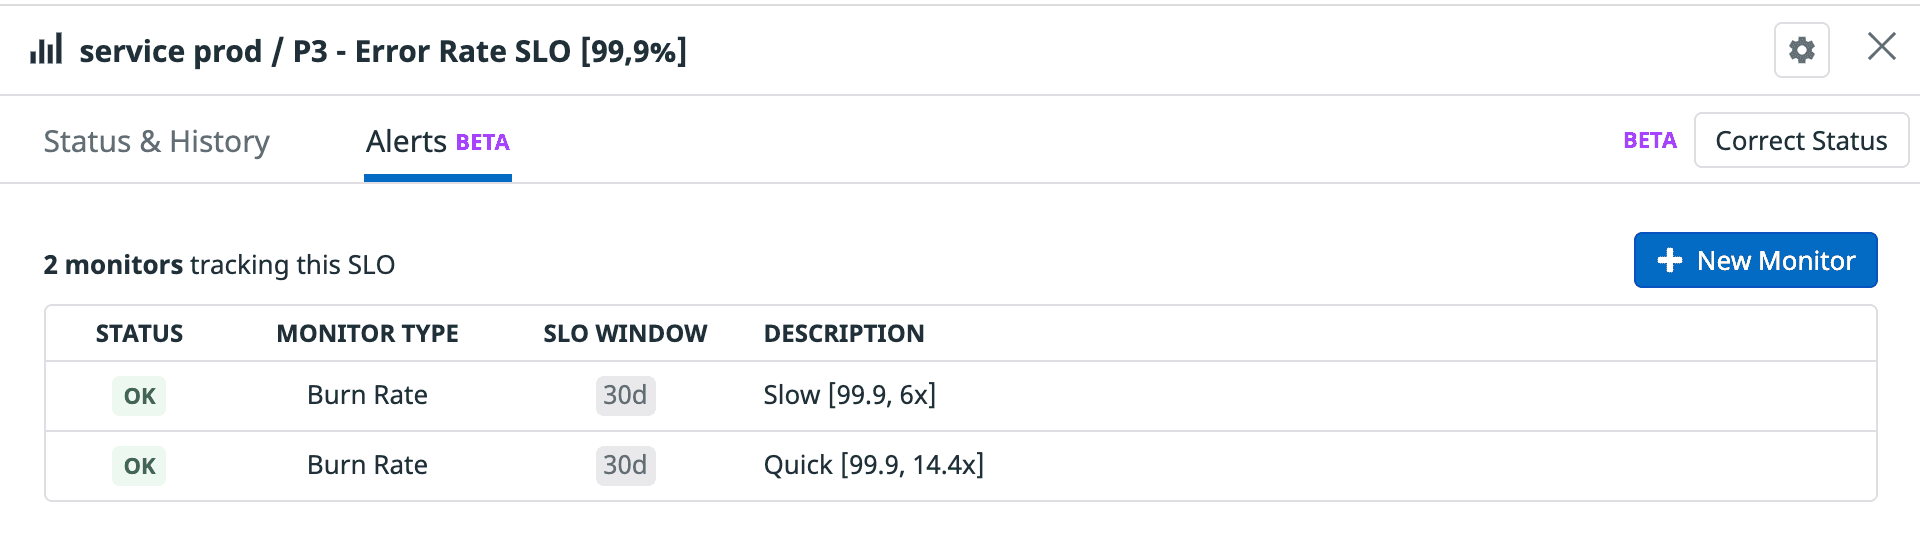 service prod / P3 - Error Rate SLO [99,9%]
Status & History Alerts BETA BETA Correct Status
2 monitors tracking this SLO + New Monitor
STATUS MONITOR TYPE SLO WINDOW DESCRIPTION
OK Burn Rate 30d Slow [99.9, 6x]
OK Burn Rate 30d Quick [99.9, 14.4x]